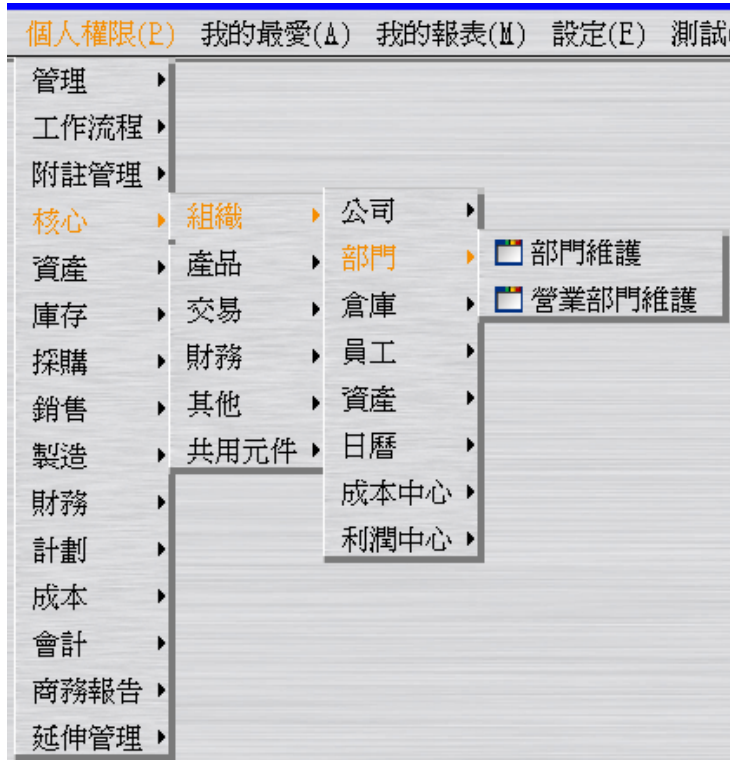 個人權限(P) 我的最愛(A) 我的報表(M) 設定(E) 測試(
管理
工作流程
附註管理
核心
資產
庫存
採購
銷售
製造
財務
計劃
成本
會計
商務報告
延伸管理
組織
產品
交易
財務
其他
共用元件
公司
部門
倉庫
員工
資產
日曆
成本中心
利潤中心
部門維護
營業部門維護